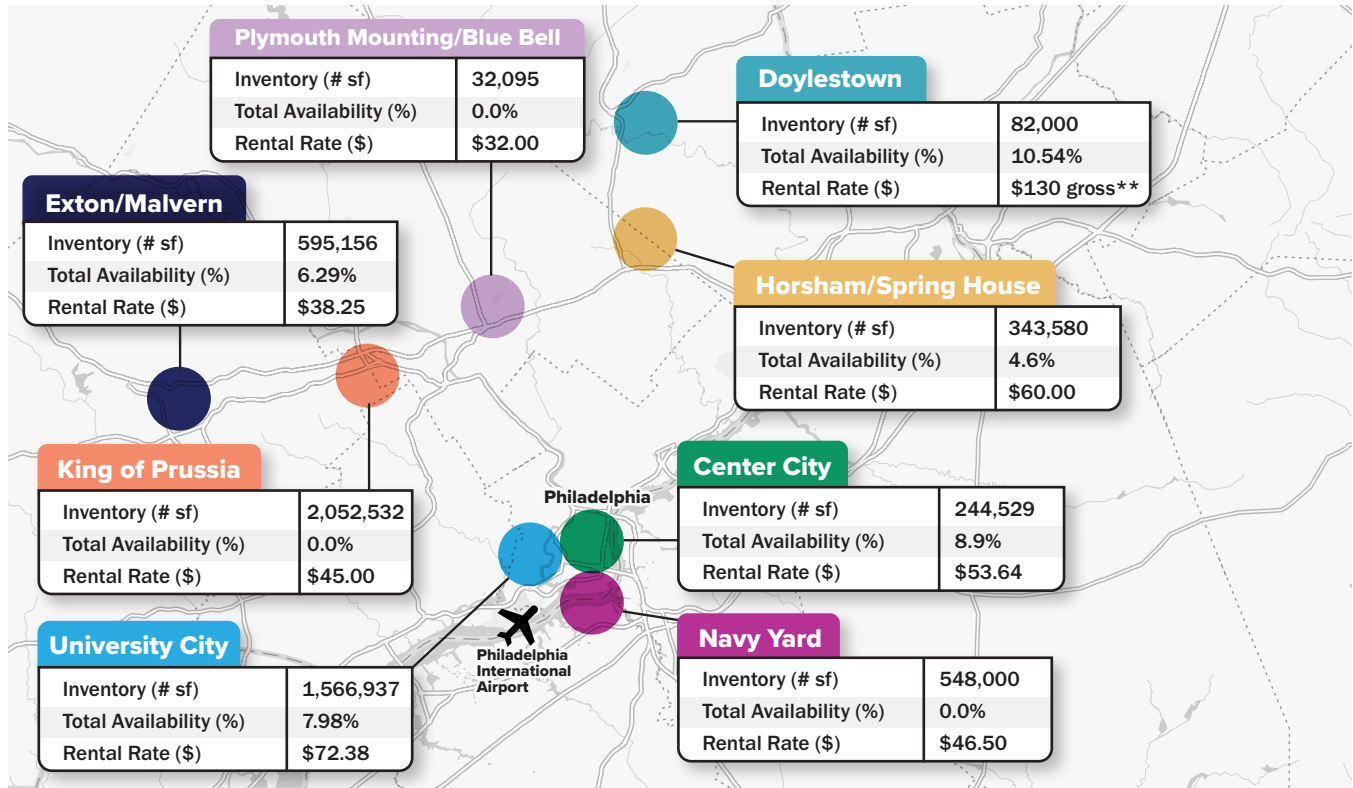 Plymouth Mounting/Blue Bell
Inventory (# sf) 32,095
Total Availability (%) 0.0%
Rental Rate ($) $32.00
Doylestown
Inventory (# sf) 82,000
Total Availability (%) 10.54%
Rental Rate ($) $130 gross**
Exton/Malvern
Inventory (# sf) 595,156
Total Availability (%) 6.29%
Rental Rate ($) $38.25
Horsham/Spring House
Inventory (# sf) 343,580
Total Availability (%) 4.6%
Rental Rate ($) $60.00
King of Prussia
Inventory (# sf) 2,052,532
Total Availability (%) 0.0%
Rental Rate ($) $45.00
Philadelphia
Center City
Inventory (# sf) 244,529
Total Availability (%) 8.9%
Rental Rate ($) $53.64
University City
Inventory (# sf) 1,566,937
Total Availability (%) 7.98%
Rental Rate ($) $72.38
Philadelphia
International
Airport
Navy Yard
Inventory (# sf) 548,000
Total Availability (%) 0.0%
Rental Rate ($) $46.50